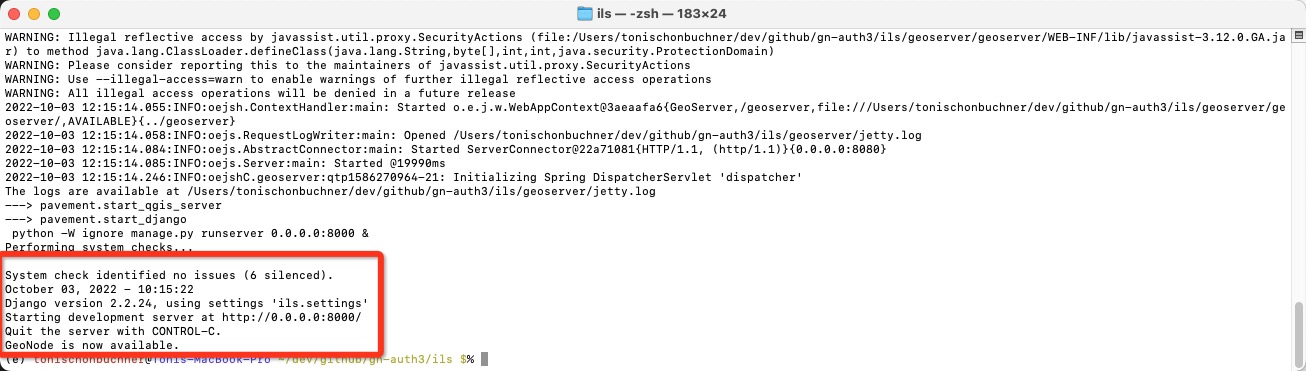 ils — -zsh — 183×24
WARNING: Illegal reflective access by javassist.util.proxy.SecurityActions (file:/Users/tonischonbuchner/dev/github/gn-auth3/ils/geoserver/geoserver/WEB-INF/lib/javassist-3.12.0.GA.ja
r) to method java.lang.ClassLoader.defineClass(java.lang.String,byte[],int,int,java.security.ProtectionDomain)
WARNING: Please consider reporting this to the maintainers of javassist.util.proxy.SecurityActions
WARNING: Use --illegal-access=warn to enable warnings of further illegal reflective access operations
WARNING: All illegal access operations will be denied in a future release
2022-10-03 12:15:14.055:INFO:oejsh.ContextHandler:main: Started o.e.j.w.WebAppContext@3aeaafa6{GeoServer,/geoserver,file:///Users/tonischonbuchner/dev/github/gn-auth3/ils/geoserver/ge
oserver/,AVAILABLE}{../geoserver}
2022-10-03 12:15:14.058:INFO:oejs.RequestLogWriter:main: Opened /Users/tonischonbuchner/dev/github/gn-auth3/ils/geoserver/jetty.log
2022-10-03 12:15:14.084:INFO:oejs.AbstractConnector:main: Started ServerConnector@22a71081{HTTP/1.1, (http/1.1)}{0.0.0.0:8080}
2022-10-03 12:15:14.085:INFO:oejs.Server:main: Started @19990ms
2022-10-03 12:15:14.246:INFO:oejshC.geoserver:qtp1586270964-21: Initializing Spring DispatcherServlet 'dispatcher'
The logs are available at /Users/tonischonbuchner/dev/github/gn-auth3/ils/geoserver/jetty.log
---> pavement.start_qgis_server
---> pavement.start_django
python -W ignore manage.py runserver 0.0.0.0:8000 &
Performing system checks...
System check identified no issues (6 silenced).
October 03, 2022 - 10:15:22
Django version 2.2.24, using settings 'ils.settings'
Starting development server at http://0.0.0.0:8000/
Quit the server with CONTROL-C.
GeoNode is now available.
(e) tonischonbuchner@Tonis-MacBook-Pro ~/dev/github/gn-auth3/ils $%